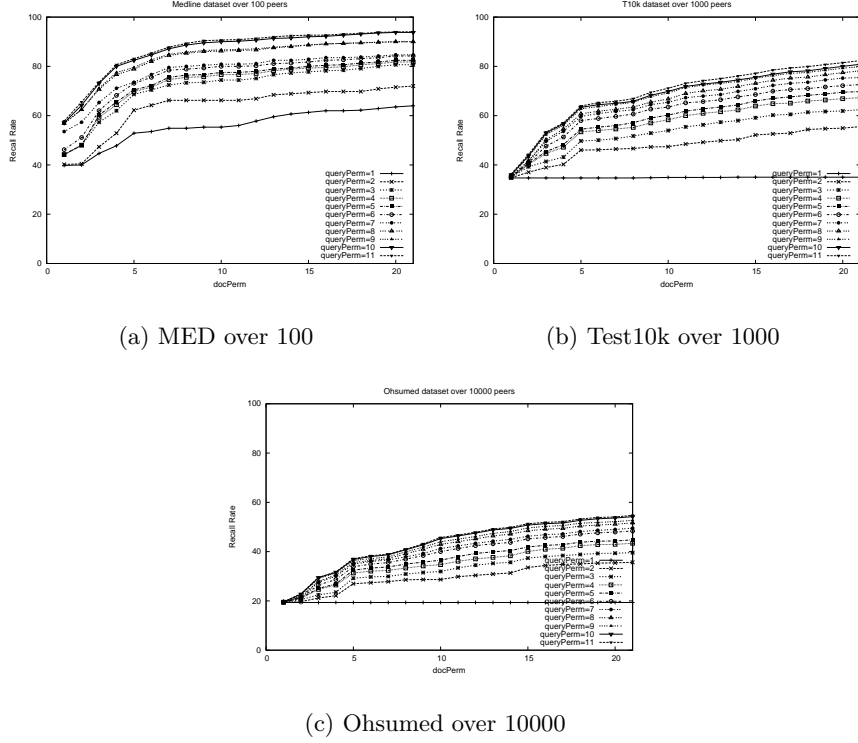 Medline dataset over 100 peers
100
80
60
40
20
0
Recall Rate
queryPerm=1
queryPerm=2
queryPerm=3
queryPerm=4
queryPerm=5
queryPerm=6
queryPerm=7
queryPerm=8
queryPerm=9
queryPerm=10
queryPerm=11
0 5 10 15 20
docPerm
(a) MED over 100
T10k dataset over 1000 peers
100
80
60
40
20
0
Recall Rate
queryPerm=1
queryPerm=2
queryPerm=3
queryPerm=4
queryPerm=5
queryPerm=6
queryPerm=7
queryPerm=8
queryPerm=9
queryPerm=10
queryPerm=11
0 5 10 15 20
docPerm
(b) Test10k over 1000
Ohsumed dataset over 10000 peers
100
80
60
40
20
0
Recall Rate
queryPerm=1
queryPerm=2
queryPerm=3
queryPerm=4
queryPerm=5
queryPerm=6
queryPerm=7
queryPerm=8
queryPerm=9
queryPerm=10
queryPerm=11
0 5 10 15 20
docPerm
(c) Ohsumed over 10000